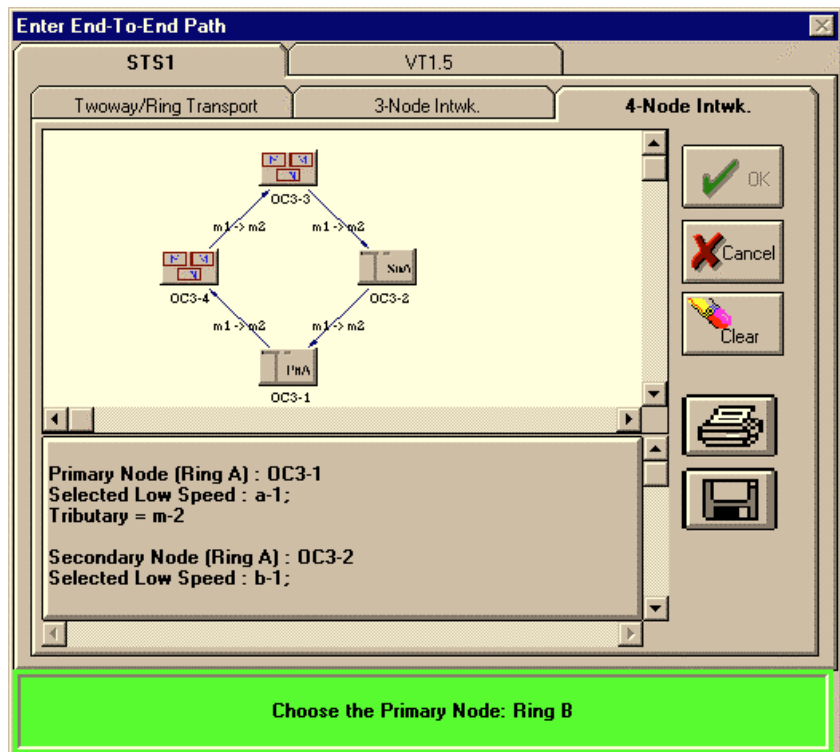 Enter End-To-End Path
STS1
VT1.5
Twoway/Ring Transport
3-Node Intwk.
4-Node Intwk.
OC3-3
m1->m2
m1->m2
SnA
OC3-4
OC3-2
m1->m2
m1->m2
PnA
OC3-1
OK
Cancel
Clear
Primary Node (Ring A) : OC3-1
Selected Low Speed : a-1;
Tributary = m-2
Secondary Node (Ring A) : OC3-2
Selected Low Speed : b-1;
Choose the Primary Node: Ring B